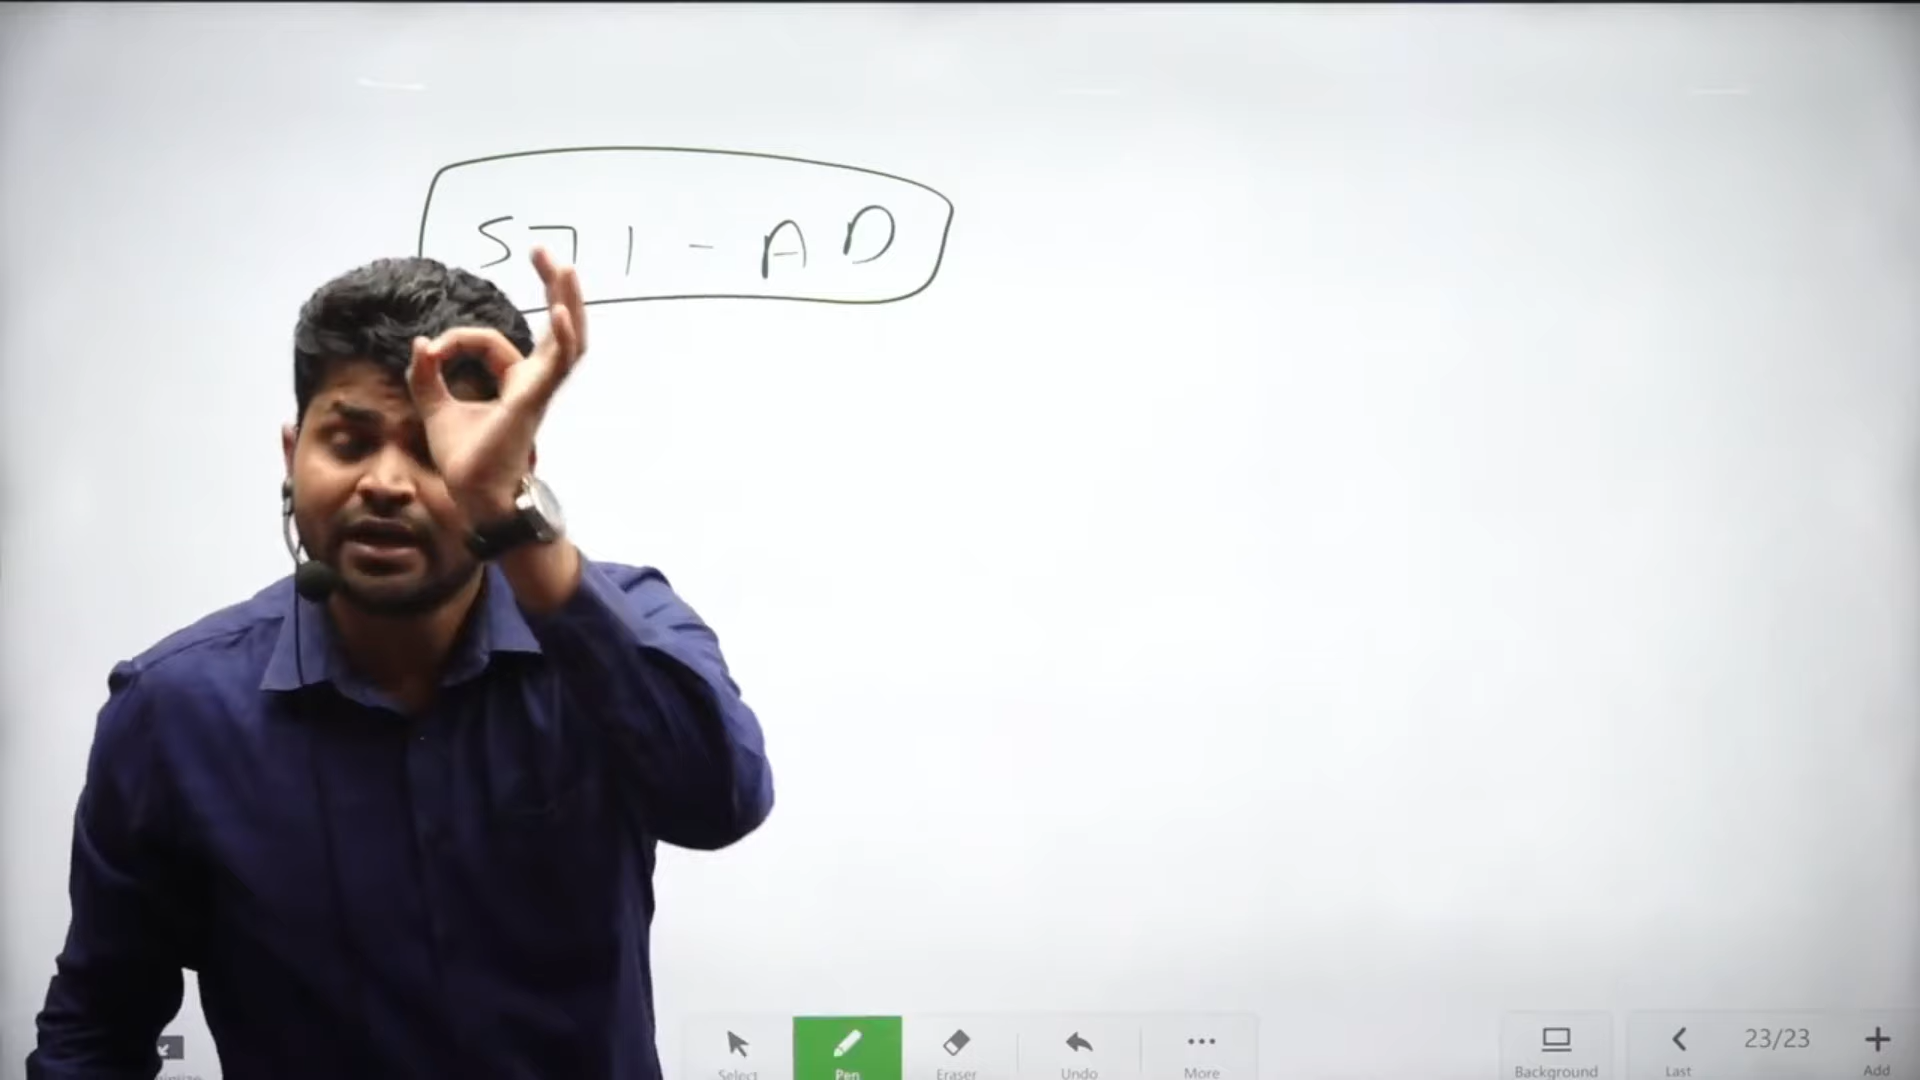 571 - AD
Select
Pen
Eraser
Undo
More
Background
Last
23/23
Add